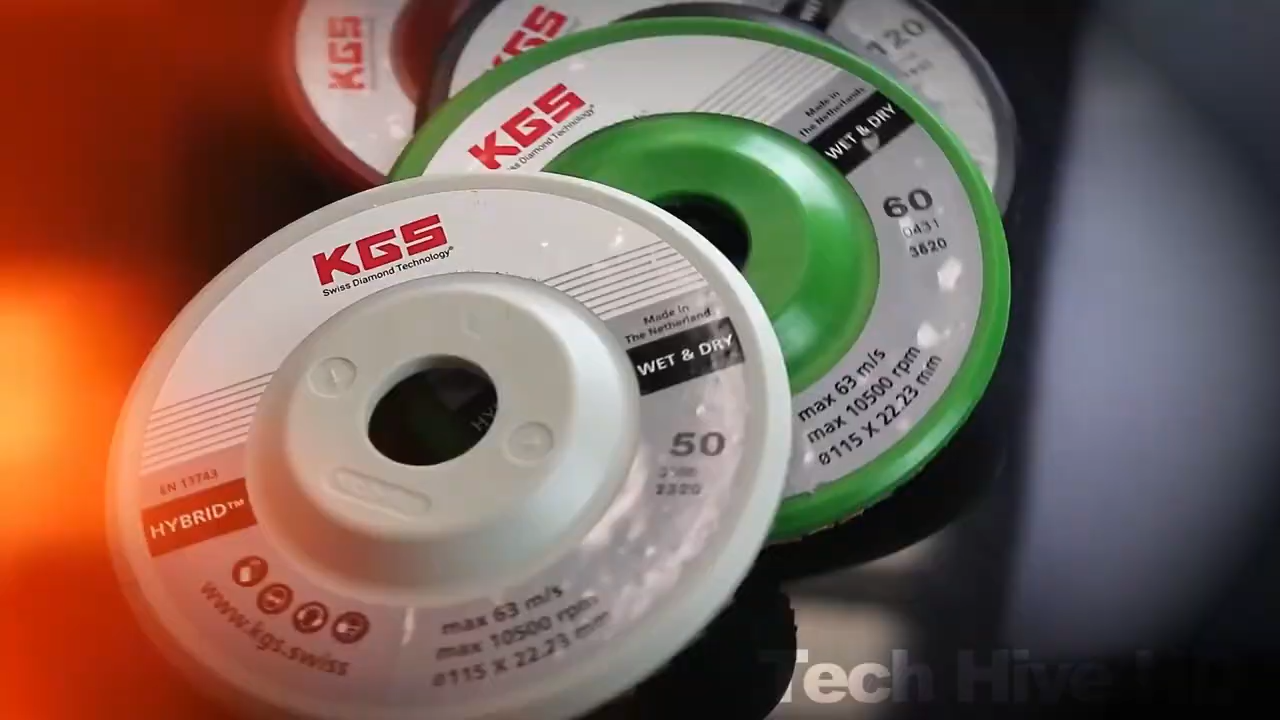 KGS
KGS
120
KGS
Swiss Diamond Technology®
Made in
The Netherlands
WET & DRY
60
0431
3620
max 63 m/s
max 10500 rpm
ø115 X 22.23 mm
KGS
Swiss Diamond Technology®
Made in
The Netherland
WET & DRY
50
2320
EN 13743
HYBRID™
www.kgs.swiss
max 63 m/s
max 10500 rpm
ø115 X 22.23 mm
Tech Hive HD